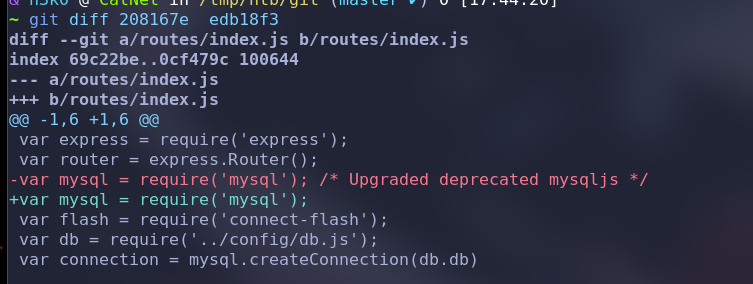 & n3k0 @ CatNet in /tmp/htb/git (master ✔) 0 [17:44:20]
~ git diff 208167e  edb18f3
diff --git a/routes/index.js b/routes/index.js
index 69c22be..0cf479c 100644
--- a/routes/index.js
+++ b/routes/index.js
@@ -1,6 +1,6 @@
 var express = require('express');
 var router = express.Router();
-var mysql = require('mysql'); /* Upgraded deprecated mysqljs */
+var mysql = require('mysql');
 var flash = require('connect-flash');
 var db = require('../config/db.js');
 var connection = mysql.createConnection(db.db)